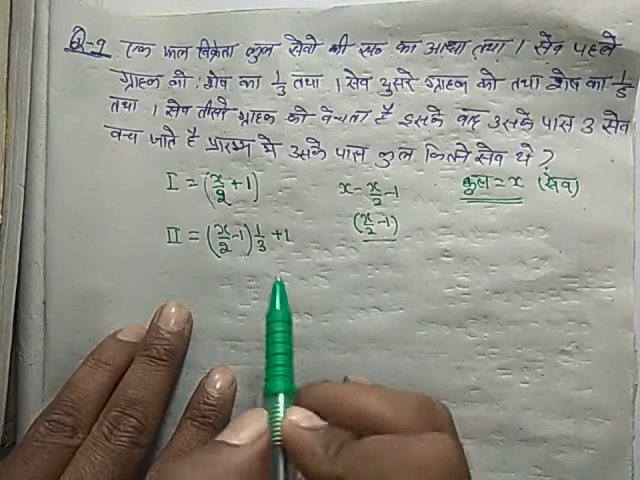 Q-9 एक फल विक्रेता कुल सेवो की का आधा तथा 1 सेव पहले
ग्राहक को, शेष का 1/3 तथा 1 सेव दुसरे ग्राहक को तथा शेष का 1/5
तथा 1 सेव तीसरे ग्राहक को बेचता है इसके बाद उसके पास 3 सेव
बच जाते है प्रारम्भ मे उसके पास कुल कितने सेव थे ?
I = (x/2 + 1) x - x/2 - 1 कुल = x (सेव)
II = (x/2 - 1) 1/3 + 1 (x/2 - 1)